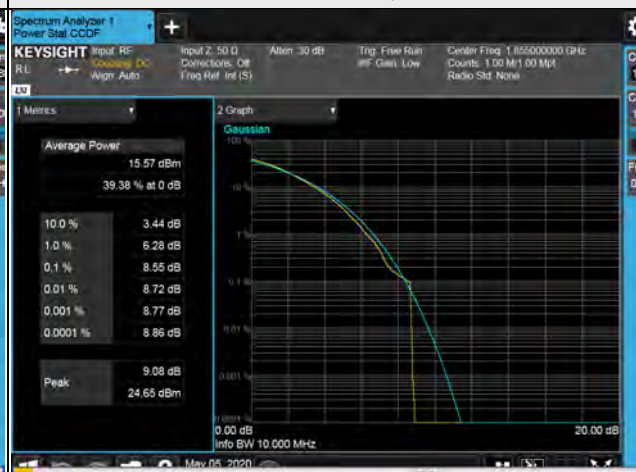 Spectrum Analyzer 1
Power Stat CCDF
+
KEYSIGHT
RL
Input: RF
Coupling: DC
Align: Auto
Input Z: 50 Ω
Corrections: Off
Freq Ref: Int (S)
Atten: 30 dB
Trig: Free Run
#IF Gain: Low
Center Freq: 1.855000000 GHz
Counts: 1.00 M/1.00 Mpt
Radio Std: None
LXI
1 Metrics
2 Graph
Average Power
15.57 dBm
39.38 % at 0 dB
10.0 % 3.44 dB
1.0 % 6.28 dB
0.1 % 8.55 dB
0.01 % 8.72 dB
0.001 % 8.77 dB
0.0001 % 8.86 dB
Peak
9.08 dB
24.65 dBm
Gaussian
100 %
10 %
1 %
0.1 %
0.01 %
0.001 %
0.0001 %
0.00 dB
20.00 dB
Info BW 10.000 MHz
May 05, 2020